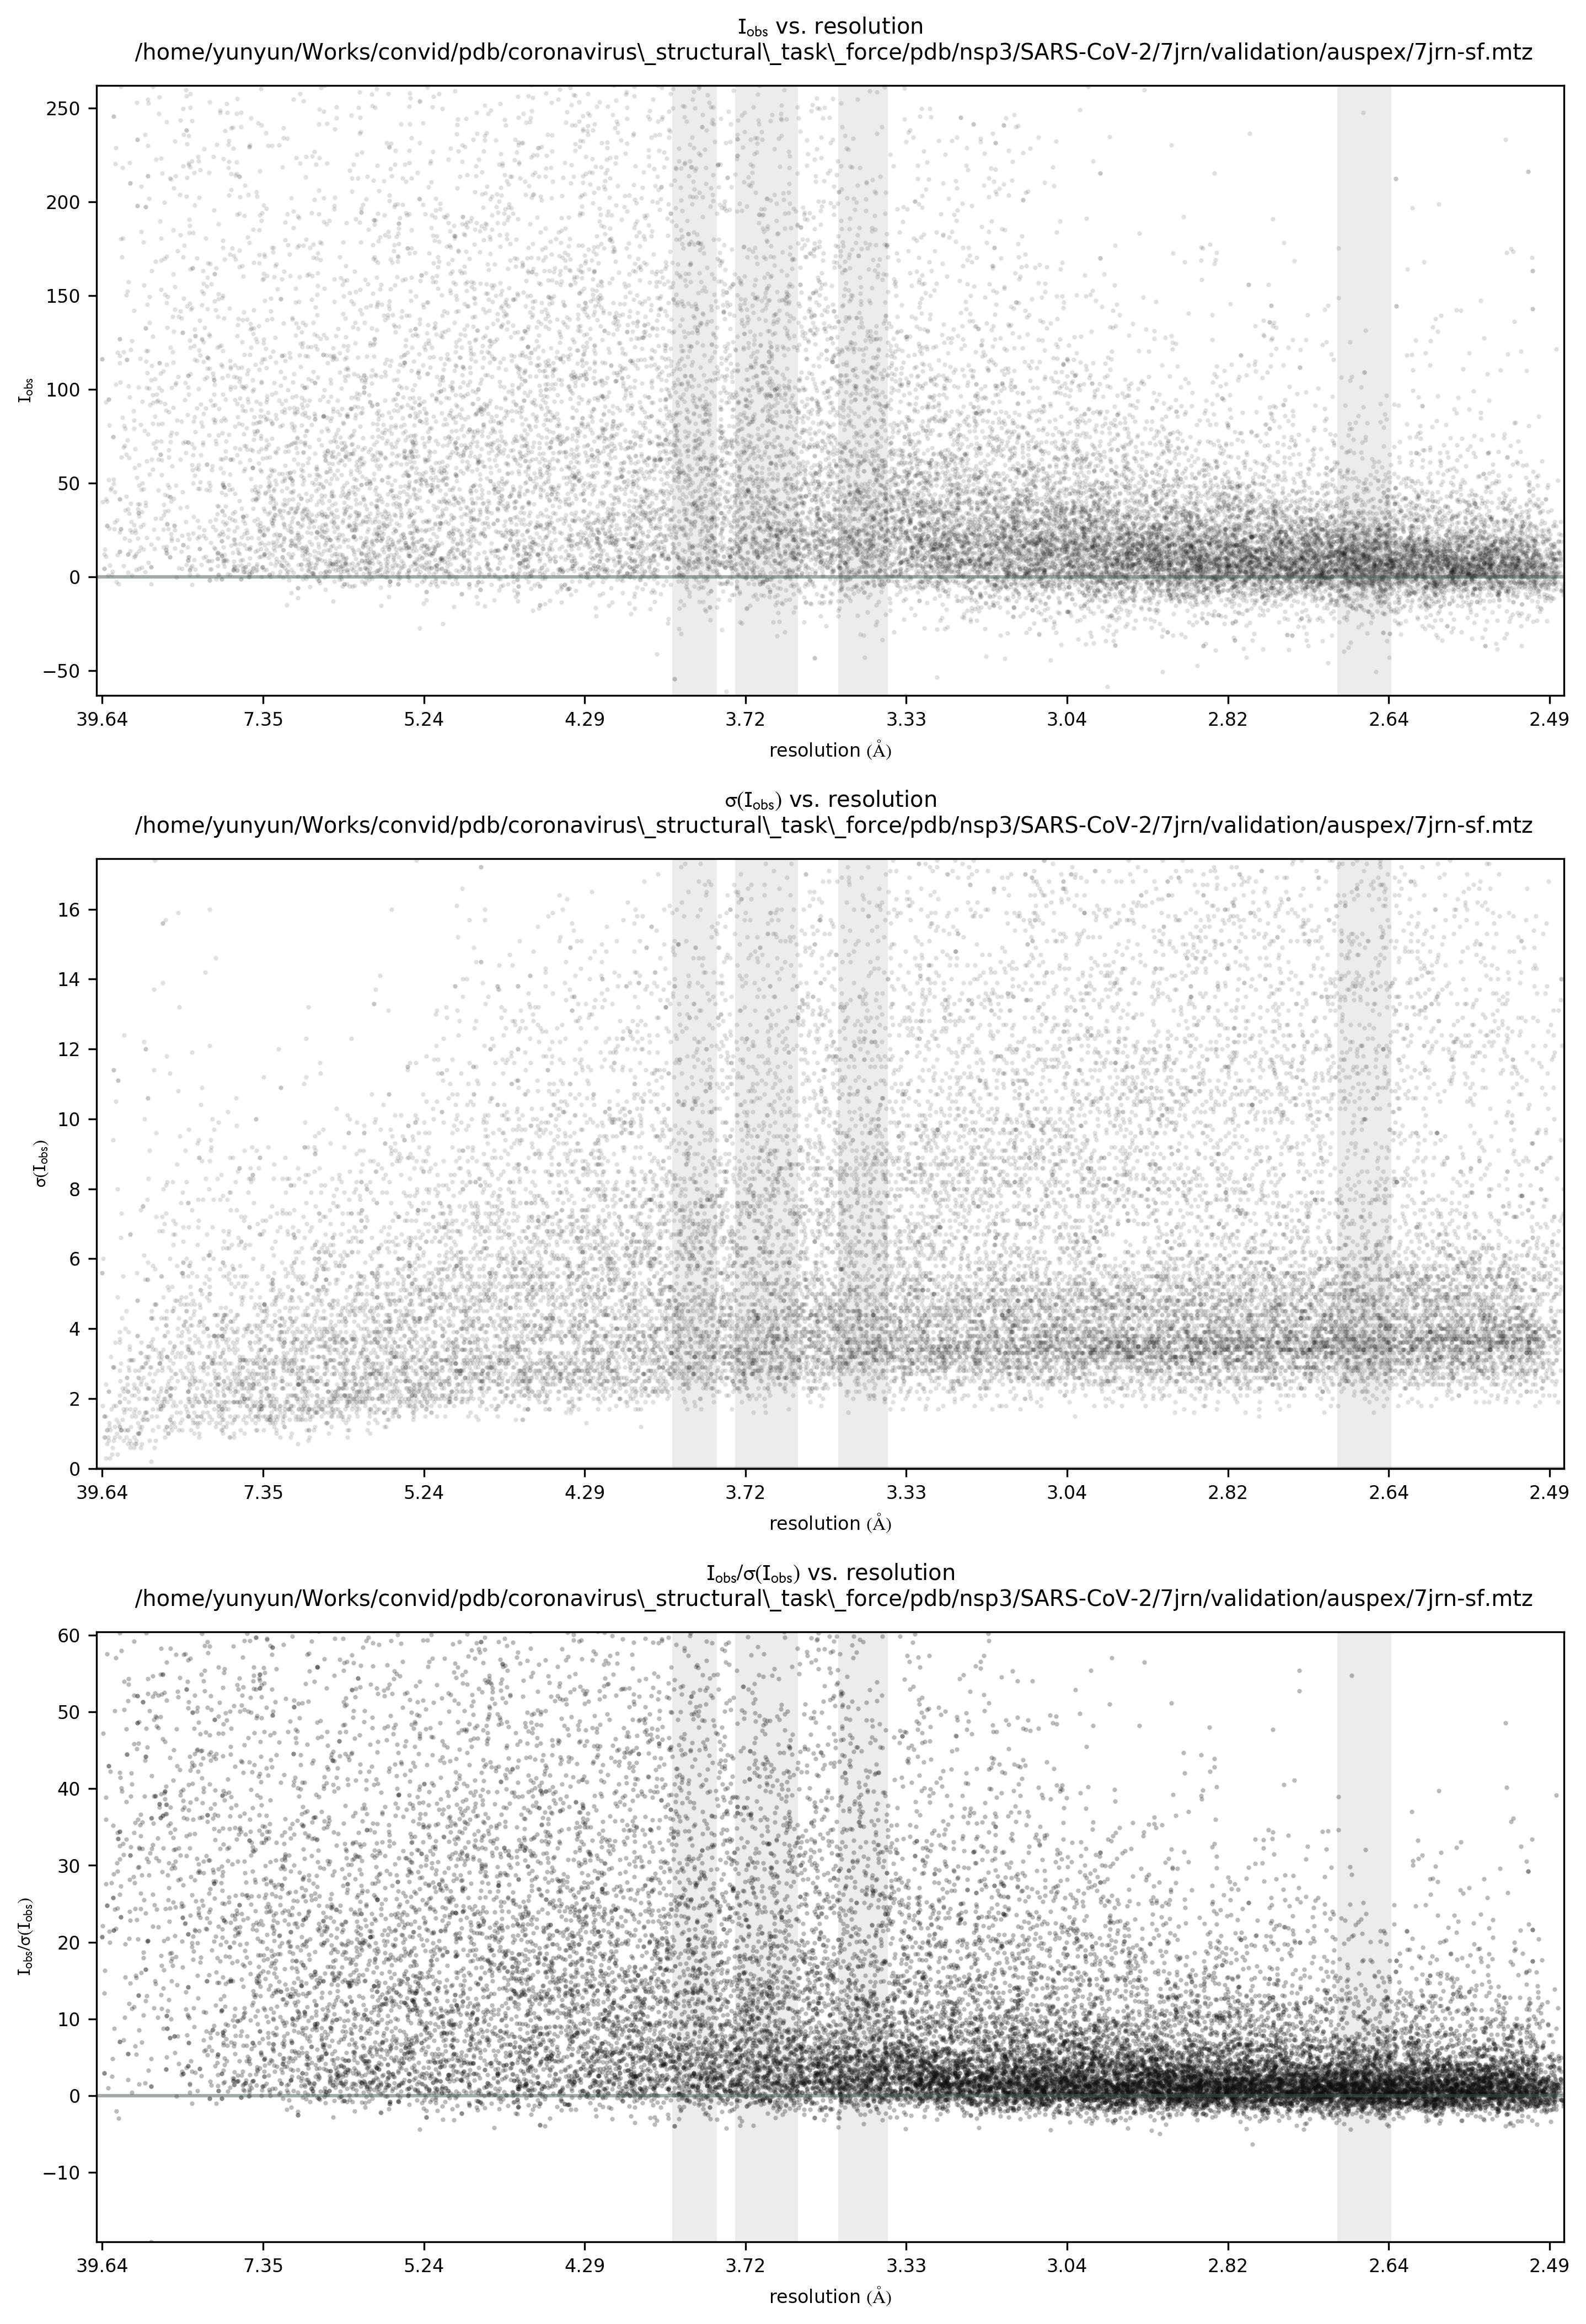 Iobs vs. resolution
/home/yunyun/Works/convid/pdb/coronavirus\_structural\_task\_force/pdb/nsp3/SARS-CoV-2/7jrn/validation/auspex/7jrn-sf.mtz
250
200
150
100
50
0
−50
Iobs
39.64 7.35 5.24 4.29 3.72 3.33 3.04 2.82 2.64 2.49
resolution (Å)
σ(Iobs) vs. resolution
/home/yunyun/Works/convid/pdb/coronavirus\_structural\_task\_force/pdb/nsp3/SARS-CoV-2/7jrn/validation/auspex/7jrn-sf.mtz
16
14
12
10
8
6
4
2
0
σ(Iobs)
39.64 7.35 5.24 4.29 3.72 3.33 3.04 2.82 2.64 2.49
resolution (Å)
Iobs/σ(Iobs) vs. resolution
/home/yunyun/Works/convid/pdb/coronavirus\_structural\_task\_force/pdb/nsp3/SARS-CoV-2/7jrn/validation/auspex/7jrn-sf.mtz
60
50
40
30
20
10
0
−10
Iobs/σ(Iobs)
39.64 7.35 5.24 4.29 3.72 3.33 3.04 2.82 2.64 2.49
resolution (Å)